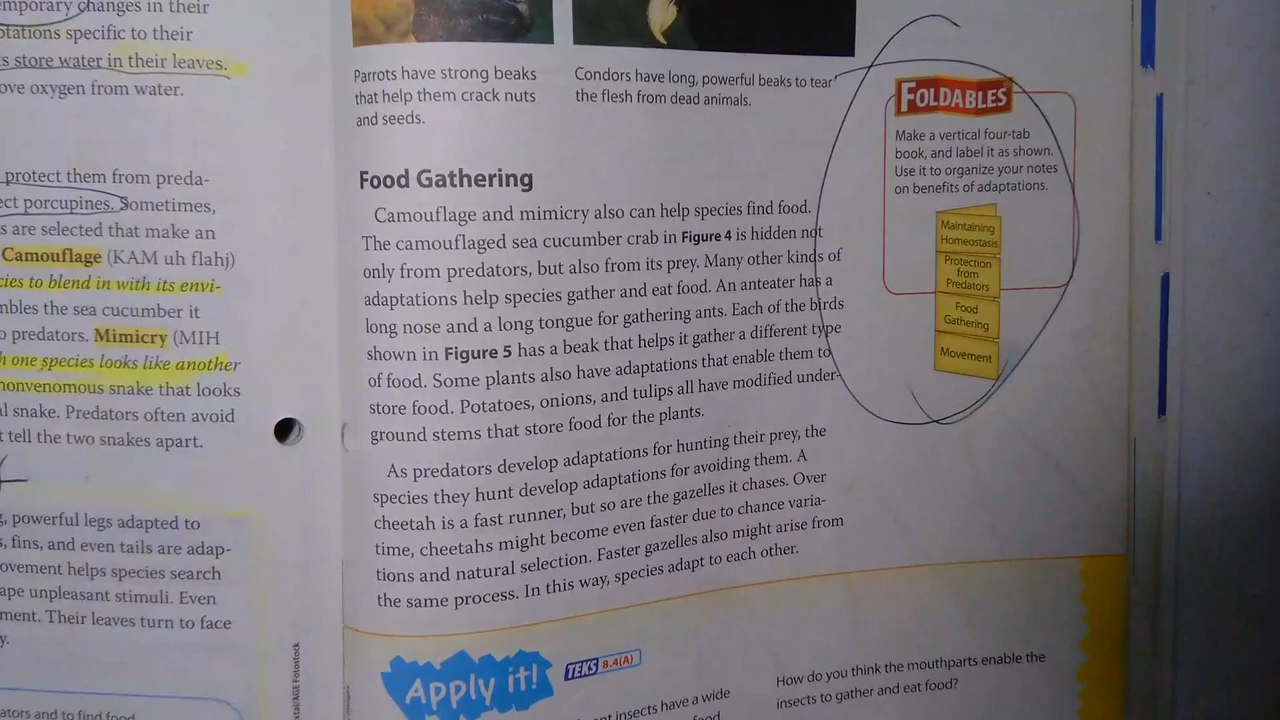 mporary changes in their
tations specific to their
s store water in their leaves.
ove oxygen from water.
protect them from preda-
ect porcupines. Sometimes,
s are selected that make an
Camouflage (KAM uh flahj)
cies to blend in with its envi-
mbles the sea cucumber it
o predators. Mimicry (MIH
h one species looks like another
nonvenomous snake that looks
al snake. Predators often avoid
t tell the two snakes apart.
, powerful legs adapted to
s, fins, and even tails are adap-
ovement helps species search
ape unpleasant stimuli. Even
ment. Their leaves turn to face
y.
ators and to find food
Parrots have strong beaks
that help them crack nuts
and seeds.
Condors have long, powerful beaks to tear
the flesh from dead animals.
Food Gathering
Camouflage and mimicry also can help species find food.
The camouflaged sea cucumber crab in Figure 4 is hidden not
only from predators, but also from its prey. Many other kinds of
adaptations help species gather and eat food. An anteater has a
long nose and a long tongue for gathering ants. Each of the birds
shown in Figure 5 has a beak that helps it gather a different type
of food. Some plants also have adaptations that enable them to
store food. Potatoes, onions, and tulips all have modified under-
ground stems that store food for the plants.
As predators develop adaptations for hunting their prey, the
species they hunt develop adaptations for avoiding them. A
cheetah is a fast runner, but so are the gazelles it chases. Over
time, cheetahs might become even faster due to chance varia-
tions and natural selection. Faster gazelles also might arise from
the same process. In this way, species adapt to each other.
FOLDABLES
Make a vertical four-tab
book, and label it as shown.
Use it to organize your notes
on benefits of adaptations.
Maintaining
Homeostasis
Protection
from
Predators
Food
Gathering
Movement
tal/AGE Fotostock
Apply it!
TEKS 8.4(A)
nt insects have a wide
food
How do you think the mouthparts enable the
insects to gather and eat food?